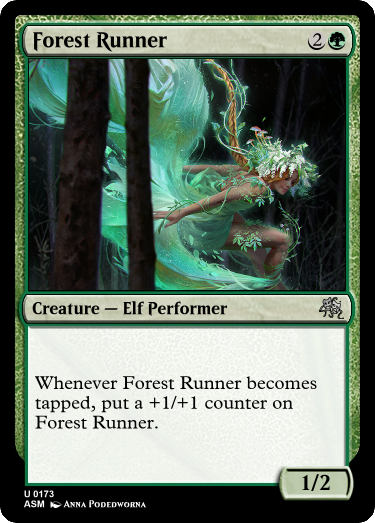 Forest Runner 2
Creature — Elf Performer
Whenever Forest Runner becomes
tapped, put a +1/+1 counter on
Forest Runner.
1/2
U 0173
ASM Anna Podedworna